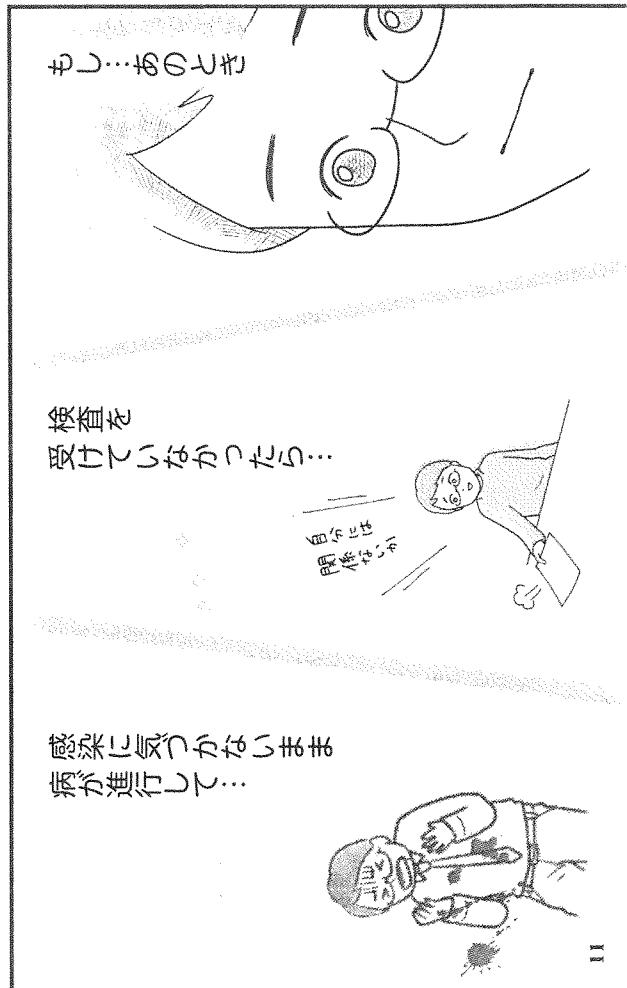 もし…あのとき
検査を
受けていなかったら…
自分には
関係ないか
感染に気づかないまま
病が進行して…
11